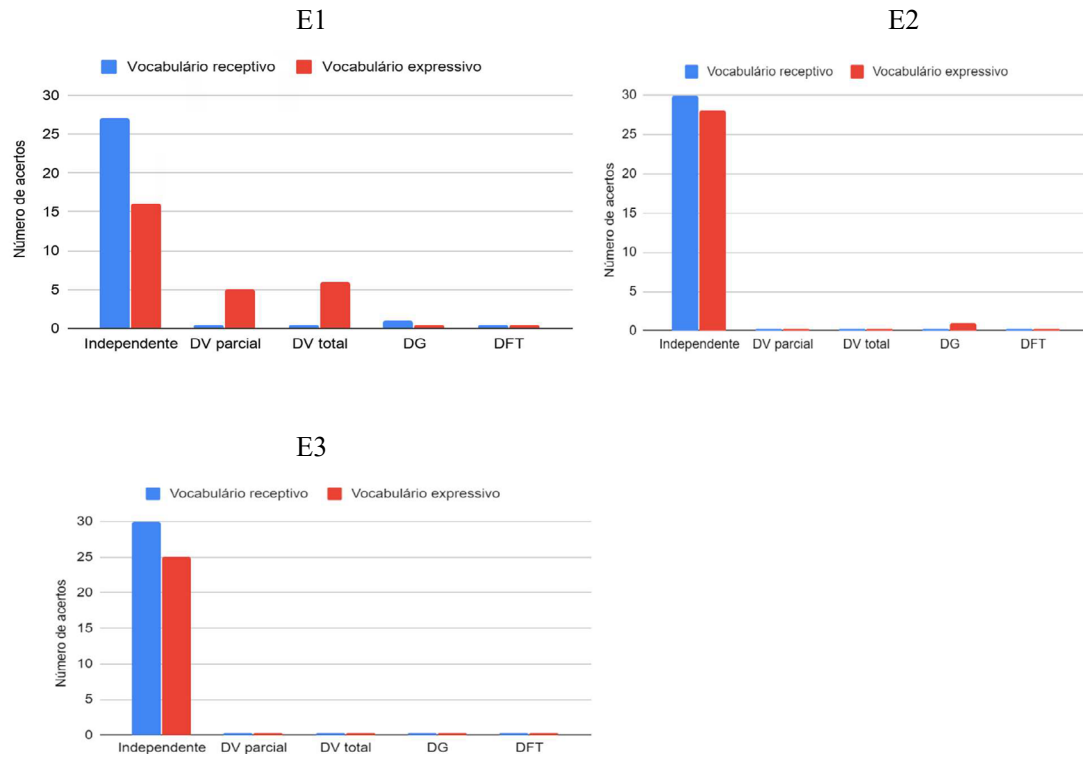 E1
Vocabulário receptivo Vocabulário expressivo
Número de acertos
30
25
20
15
10
5
0
Independente DV parcial DV total DG DFT
E2
Vocabulário receptivo Vocabulário expressivo
Número de acertos
30
25
20
15
10
5
0
Independente DV parcial DV total DG DFT
E3
Vocabulário receptivo Vocabulário expressivo
Número de acertos
30
25
20
15
10
5
0
Independente DV parcial DV total DG DFT